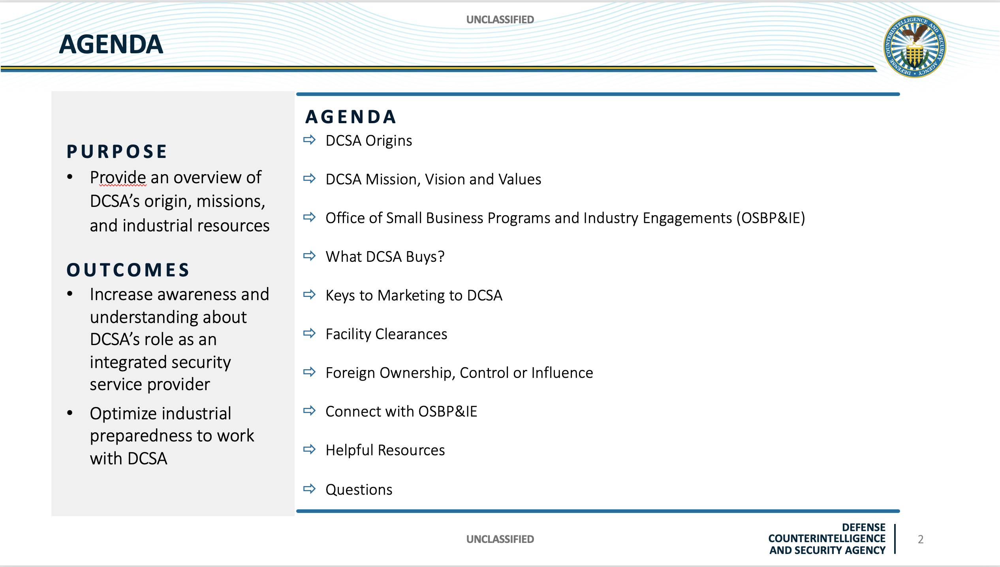 UNCLASSIFIED
AGENDA
DEFENSE COUNTERINTELLIGENCE AND SECURITY AGENCY
PURPOSE
• Provide an overview of
DCSA’s origin, missions,
and industrial resources
OUTCOMES
• Increase awareness and
understanding about
DCSA’s role as an
integrated security
service provider
• Optimize industrial
preparedness to work
with DCSA
AGENDA
⇨ DCSA Origins
⇨ DCSA Mission, Vision and Values
⇨ Office of Small Business Programs and Industry Engagements (OSBP&IE)
⇨ What DCSA Buys?
⇨ Keys to Marketing to DCSA
⇨ Facility Clearances
⇨ Foreign Ownership, Control or Influence
⇨ Connect with OSBP&IE
⇨ Helpful Resources
⇨ Questions
UNCLASSIFIED
DEFENSE
COUNTERINTELLIGENCE
AND SECURITY AGENCY
2